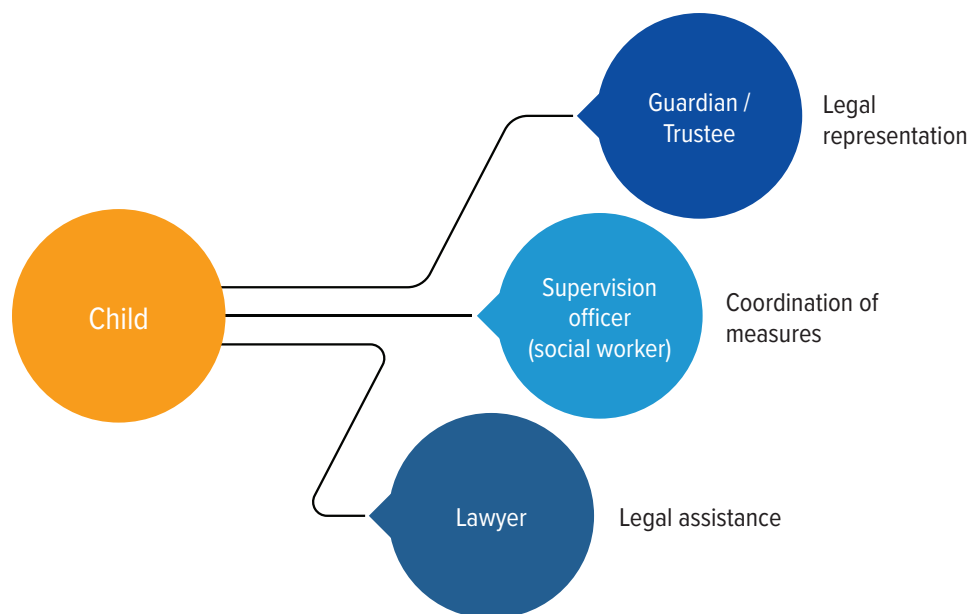 Guardian /
Trustee
Legal
representation
Child
Supervision
officer
(social worker)
Coordination of
measures
Lawyer
Legal assistance